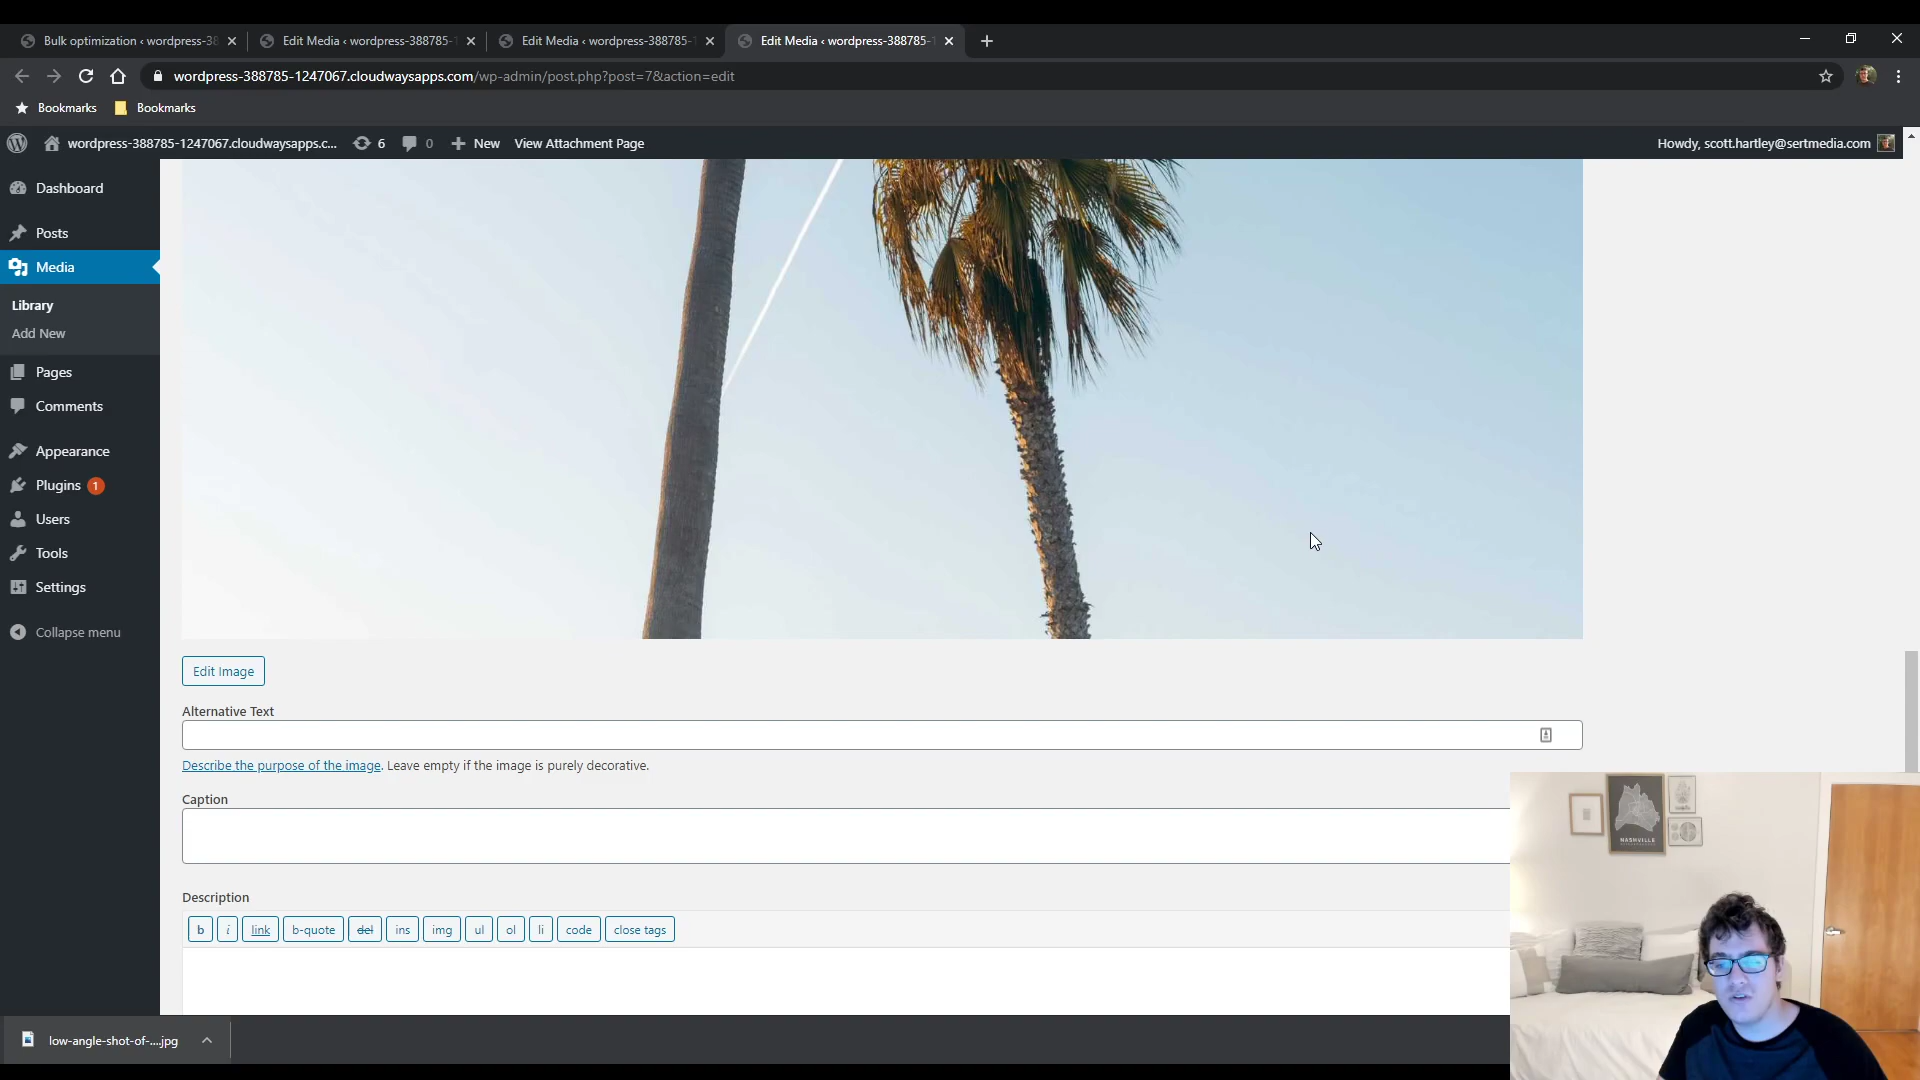 Bulk optimization ‹ wordpress-38
Edit Media ‹ wordpress-388785-1
Edit Media ‹ wordpress-388785-
Edit Media ‹ wordpress-388785-1
wordpress-388785-1247067.cloudwaysapps.com/wp-admin/post.php?post=7&action=edit
Bookmarks
Bookmarks
wordpress-388785-1247067.cloudwaysapps.c...
6
0
New
View Attachment Page
Howdy, scott.hartley@sertmedia.com
Dashboard
Posts
Media
Library
Add New
Pages
Comments
Appearance
Plugins 1
Users
Tools
Settings
Collapse menu
Edit Image
Alternative Text
Describe the purpose of the image. Leave empty if the image is purely decorative.
Caption
Description
b
i
link
b-quote
del
ins
img
ul
ol
li
code
close tags
NASHVILLE
low-angle-shot-of-....jpg